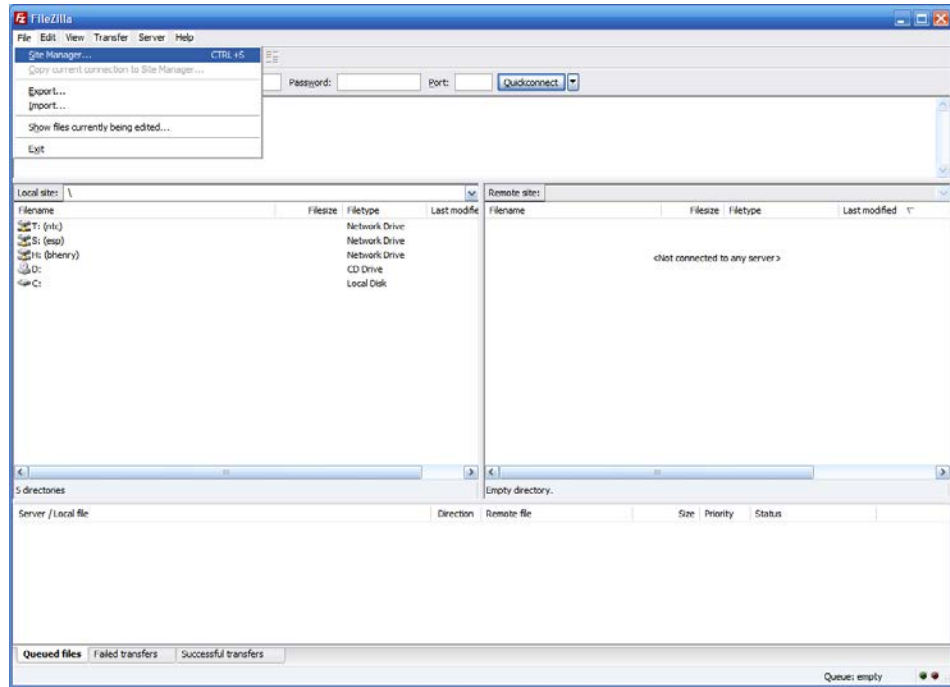 FileZilla
File Edit View Transfer Server Help
Site Manager... CTRL+S
Copy current connection to Site Manager...
Export...
Import...
Show files currently being edited...
Exit
Password: Port: Quickconnect
Local site: \ Remote site:
Filename Filesize Filetype Last modifie Filename Filesize Filetype Last modified
T: (ntc) Network Drive
S: (esp) Network Drive
H: (bhenry) Network Drive
<Not connected to any server>
D: CD Drive
C: Local Disk
5 directories Empty directory.
Server / Local file Direction Remote file Size Priority Status
Queued files Failed transfers Successful transfers
Queue: empty